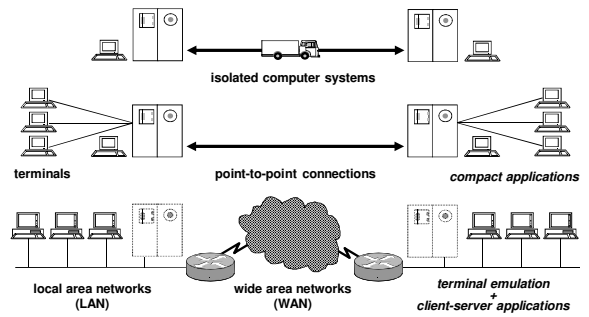 isolated computer systems
terminals
point-to-point connections
compact applications
local area networks
(LAN)
wide area networks
(WAN)
terminal emulation
+
client-server applications